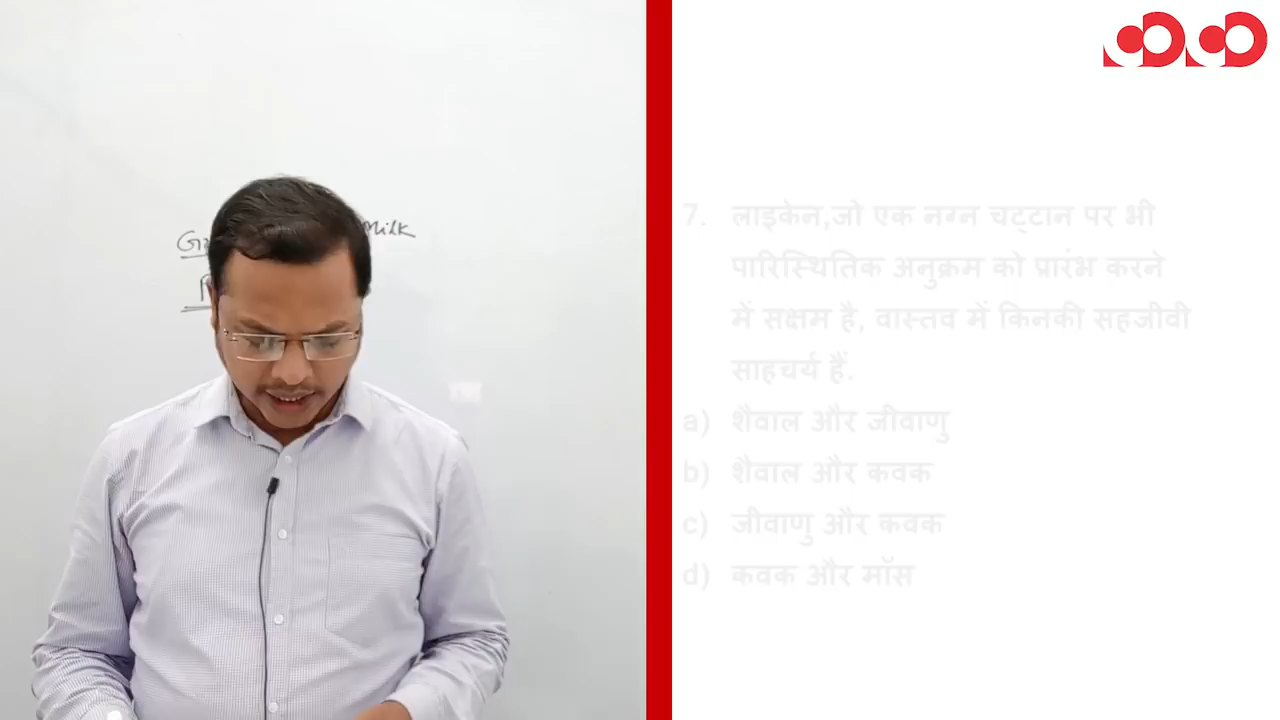 Milk
7. लाइकेन,जो एक नग्न चट्टान पर भी
पारिस्थितिक अनुक्रम को प्रारंभ करने
में सक्षम है, वास्तव में किनकी सहजीवी
साहचर्य हैं.
a) शैवाल और जीवाणु
b) शैवाल और कवक
c) जीवाणु और कवक
d) कवक और मॉस